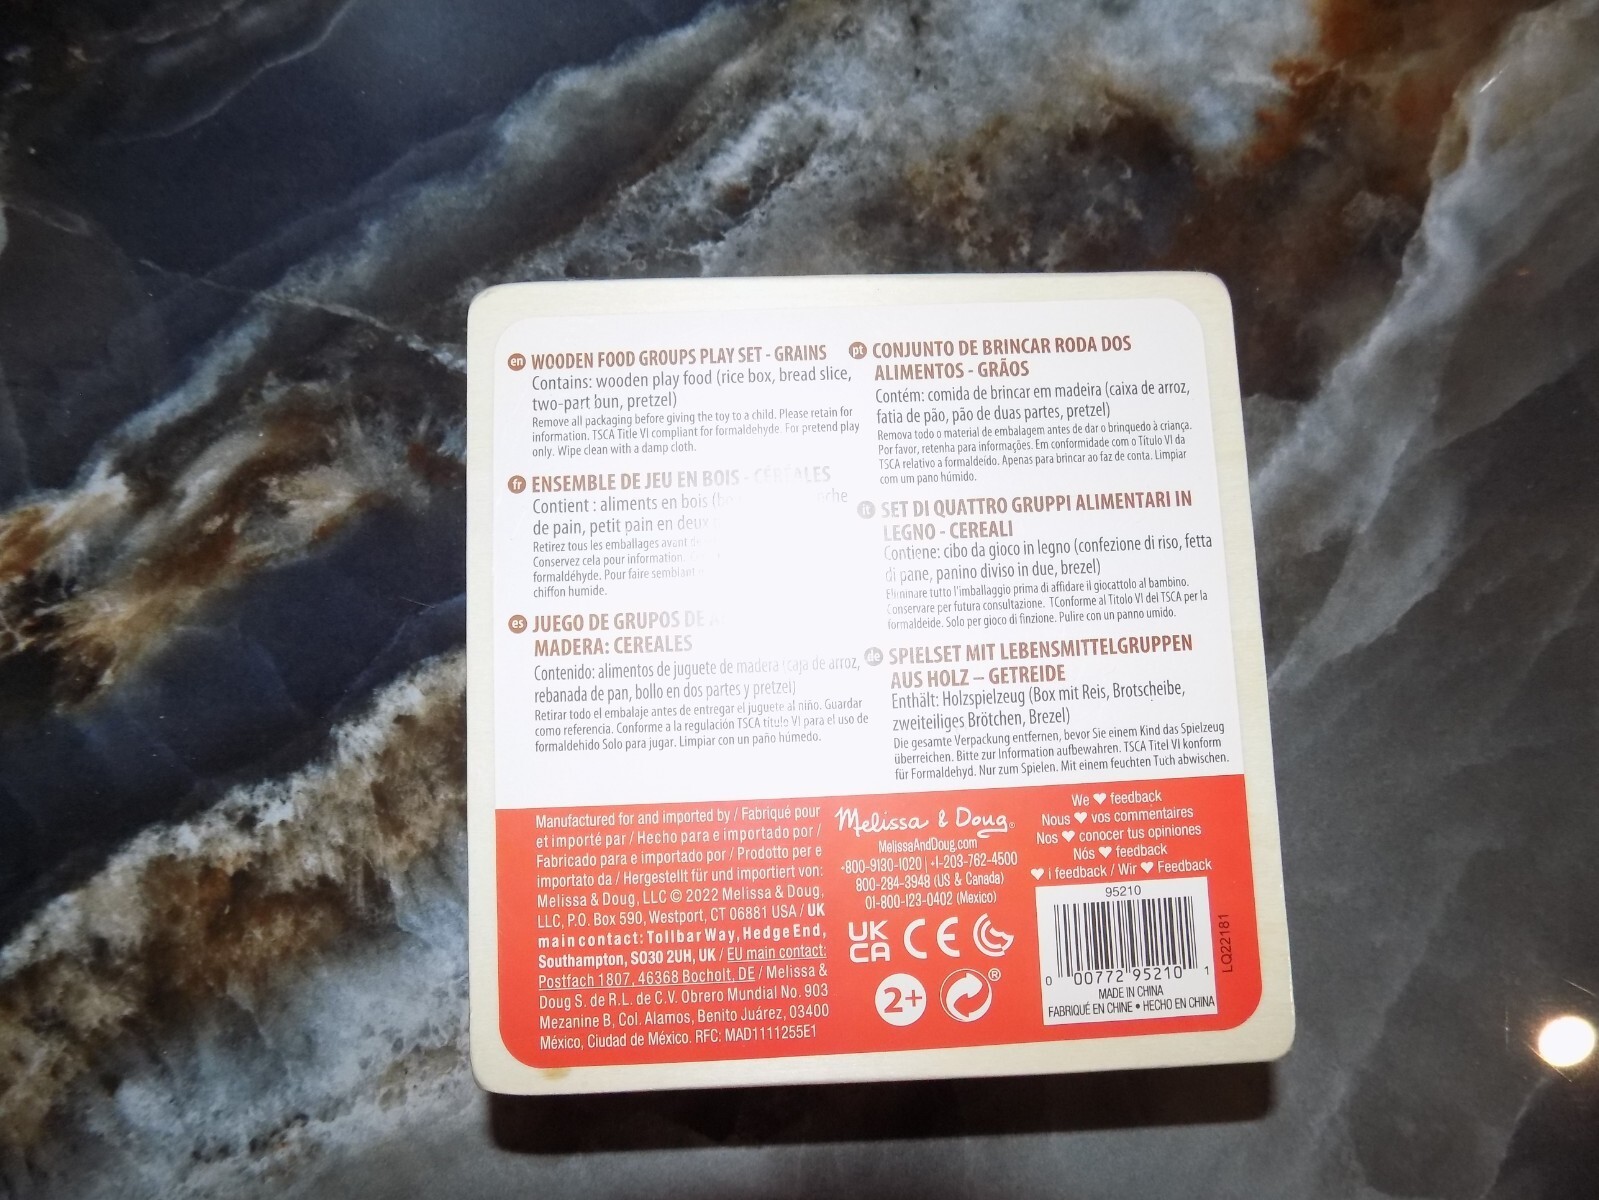 en WOODEN FOOD GROUPS PLAY SET - GRAINS
Contains: wooden play food (rice box, bread slice,
two-part bun, pretzel)
Remove all packaging before giving the toy to a child. Please retain for
information. TSCA Title VI compliant for formaldehyde. For pretend play
only. Wipe clean with a damp cloth.
fr ENSEMBLE DE JEU EN BOIS - CÉRÉALES
Contient : aliments en bois
de pain, petit pain en deux
Retirez tous les emballages avant
Conservez cela pour information.
formaldéhyde. Pour faire semblant
chiffon humide.
es JUEGO DE GRUPOS DE
MADERA: CEREALES
Contenido: alimentos de juguete de madera (caja de arroz,
rebanada de pan, bollo en dos partes y pretzel)
Retirar todo el embalaje antes de entregar el juguete al niño. Guardar
como referencia. Conforme a la regulación TSCA título VI para el uso de
formaldehido Solo para jugar. Limpiar con un paño húmedo.
pt CONJUNTO DE BRINCAR RODA DOS
ALIMENTOS - GRÃOS
Contém: comida de brincar em madeira (caixa de arroz,
fatia de pão, pão de duas partes, pretzel)
Remova todo o material de embalagem antes de dar o brinquedo à criança.
Por favor, retenha para informações. Em conformidade com o Título VI da
TSCA relativo a formaldeído. Apenas para brincar ao faz de conta. Limpiar
com um pano húmido.
it SET DI QUATTRO GRUPPI ALIMENTARI IN
LEGNO - CEREALI
Contiene: cibo da gioco in legno (confezione di riso, fetta
di pane, panino diviso in due, brezel)
Eliminare tutto l'imballaggio prima di affidare il giocattolo al bambino.
Conservare per futura consultazione. TConforme al Titolo VI del TSCA per la
formaldeide. Solo per gioco di finzione. Pulire con un panno umido.
de SPIELSET MIT LEBENSMITTELGRUPPEN
AUS HOLZ – GETREIDE
Enthält: Holzspielzeug (Box mit Reis, Brotscheibe,
zweiteiliges Brötchen, Brezel)
Die gesamte Verpackung entfernen, bevor Sie einem Kind das Spielzeug
überreichen. Bitte zur Information aufbewahren. TSCA Titel VI konform
für Formaldehyd. Nur zum Spielen. Mit einem feuchten Tuch abwischen.
Manufactured for and imported by / Fabriqué pour
et importé par / Hecho para e importado por /
Fabricado para e importado por / Prodotto per e
importato da / Hergestellt für und importiert von:
Melissa & Doug, LLC © 2022 Melissa & Doug,
LLC, P.O. Box 590, Westport, CT 06881 USA / UK
main contact: Tollbar Way, Hedge End,
Southampton, SO30 2UH, UK / EU main contact:
Postfach 1807, 46368 Bocholt, DE / Melissa &
Doug S. de R.L. de C.V. Obrero Mundial No. 903
Mezanine B, Col. Alamos, Benito Juárez, 03400
México, Ciudad de México. RFC: MAD1111255E1
Melissa & Doug®
MelissaAndDoug.com
+800-9130-1020 | +1-203-762-4500
800-284-3948 (US & Canada)
01-800-123-0402 (Mexico)
UK
CA CE
2+ ®
We ♥ feedback
Nous ♥ vos commentaires
Nos ♥ conocer tus opiniones
Nós ♥ feedback
♥ i feedback / Wir ♥ Feedback
95210
0 00772 95210 1
MADE IN CHINA
FABRIQUÉ EN CHINE • HECHO EN CHINA
LQ22181